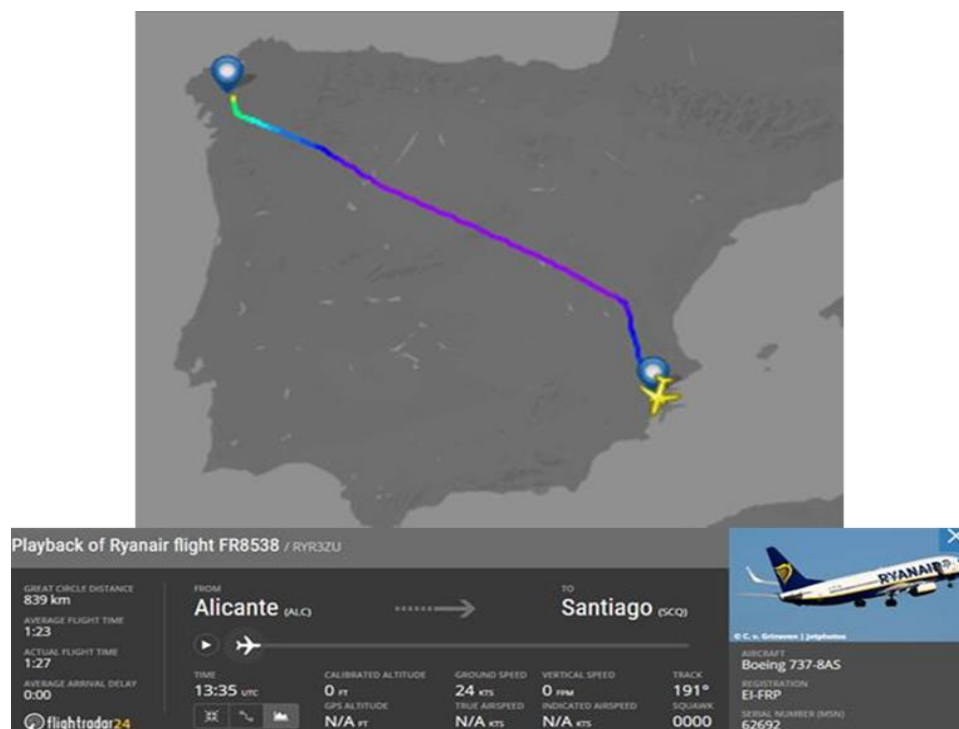 Playback of Ryanair flight FR8538 / RYR3ZU
GREAT CIRCLE DISTANCE
839 km
AVERAGE FLIGHT TIME
1:23
ACTUAL FLIGHT TIME
1:27
AVERAGE ARRIVAL DELAY
0:00
flightradar24
FROM
Alicante (ALC)
TO
Santiago (SCQ)
TIME
13:35 UTC
CALIBRATED ALTITUDE
0 FT
GPS ALTITUDE
N/A FT
GROUND SPEED
24 KTS
TRUE AIRSPEED
N/A KTS
VERTICAL SPEED
0 FPM
INDICATED AIRSPEED
N/A KTS
TRACK
191°
SQUAWK
0000
RYANAIR
© C. v. Grinsven | Jetphotos
AIRCRAFT
Boeing 737-8AS
REGISTRATION
EI-FRP
SERIAL NUMBER (MSN)
62692